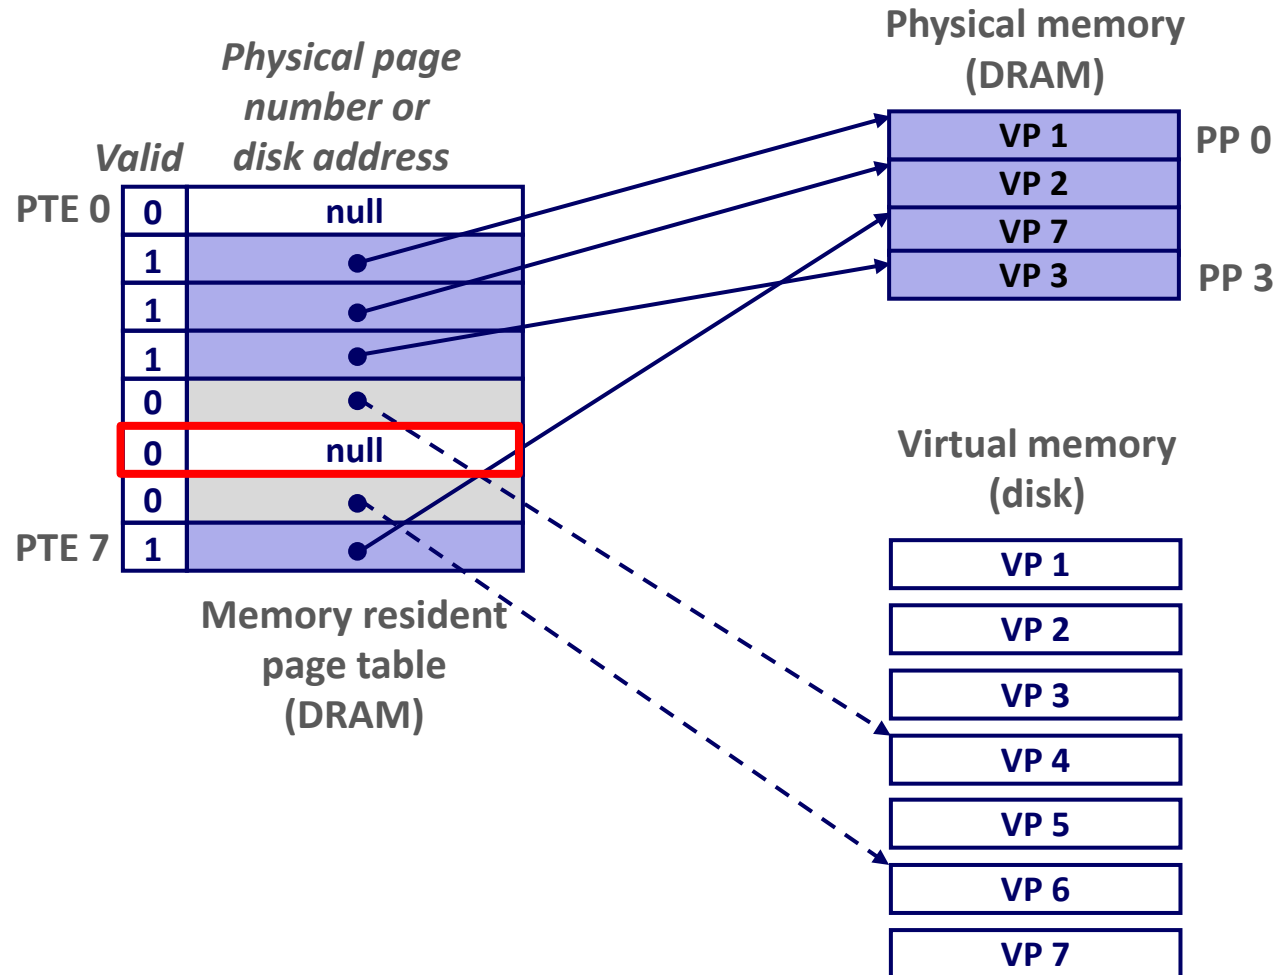 Physical page
number or
disk address
Valid
PTE 0
0
null
1
1
1
0
0
null
0
PTE 7
1
Memory resident
page table
(DRAM)
Physical memory
(DRAM)
VP 1
PP 0
VP 2
VP 7
VP 3
PP 3
Virtual memory
(disk)
VP 1
VP 2
VP 3
VP 4
VP 5
VP 6
VP 7